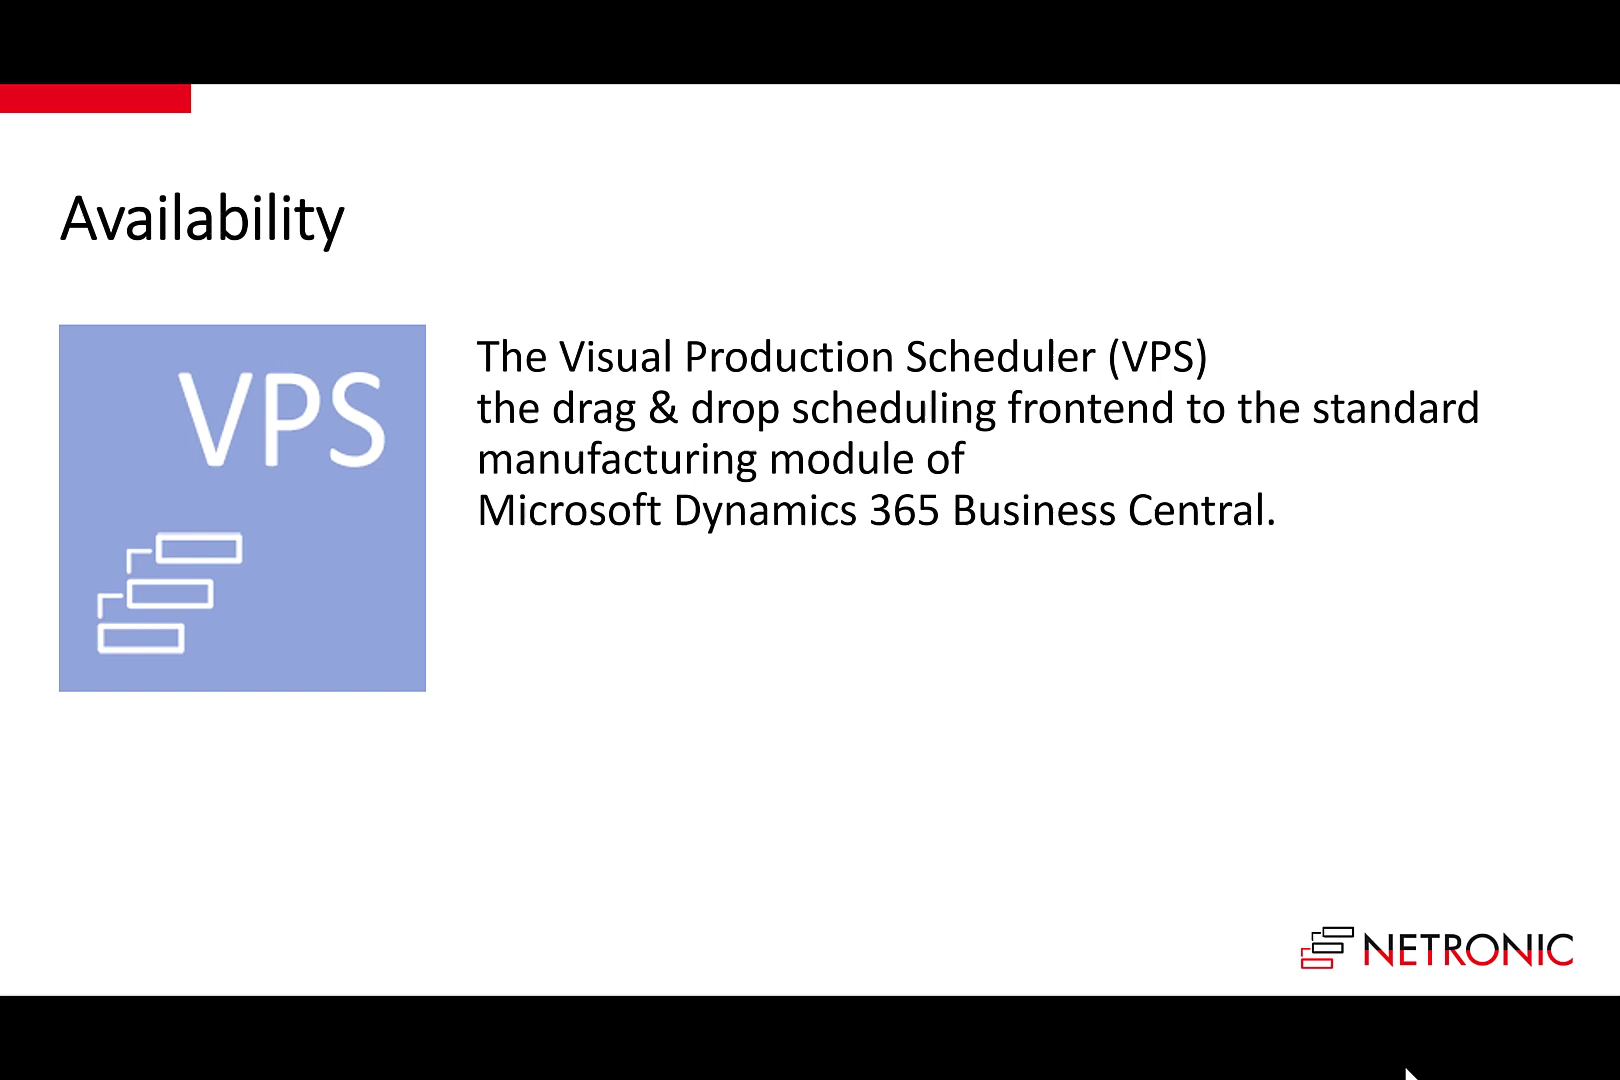 Availability
VPS
The Visual Production Scheduler (VPS)
the drag & drop scheduling frontend to the standard
manufacturing module of
Microsoft Dynamics 365 Business Central.
NETRONIC